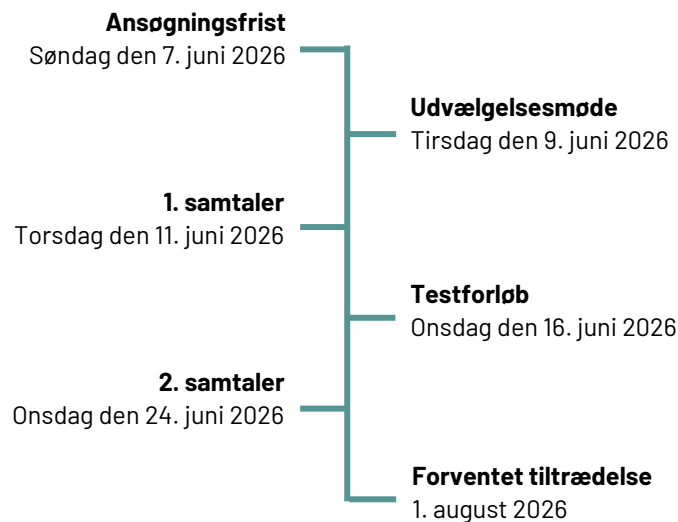 Ansøgningsfrist
Søndag den 7. juni 2026
Udvælgelsesmøde
Tirsdag den 9. juni 2026
1. samtaler
Torsdag den 11. juni 2026
Testforløb
Onsdag den 16. juni 2026
2. samtaler
Onsdag den 24. juni 2026
Forventet tiltrædelse
1. august 2026